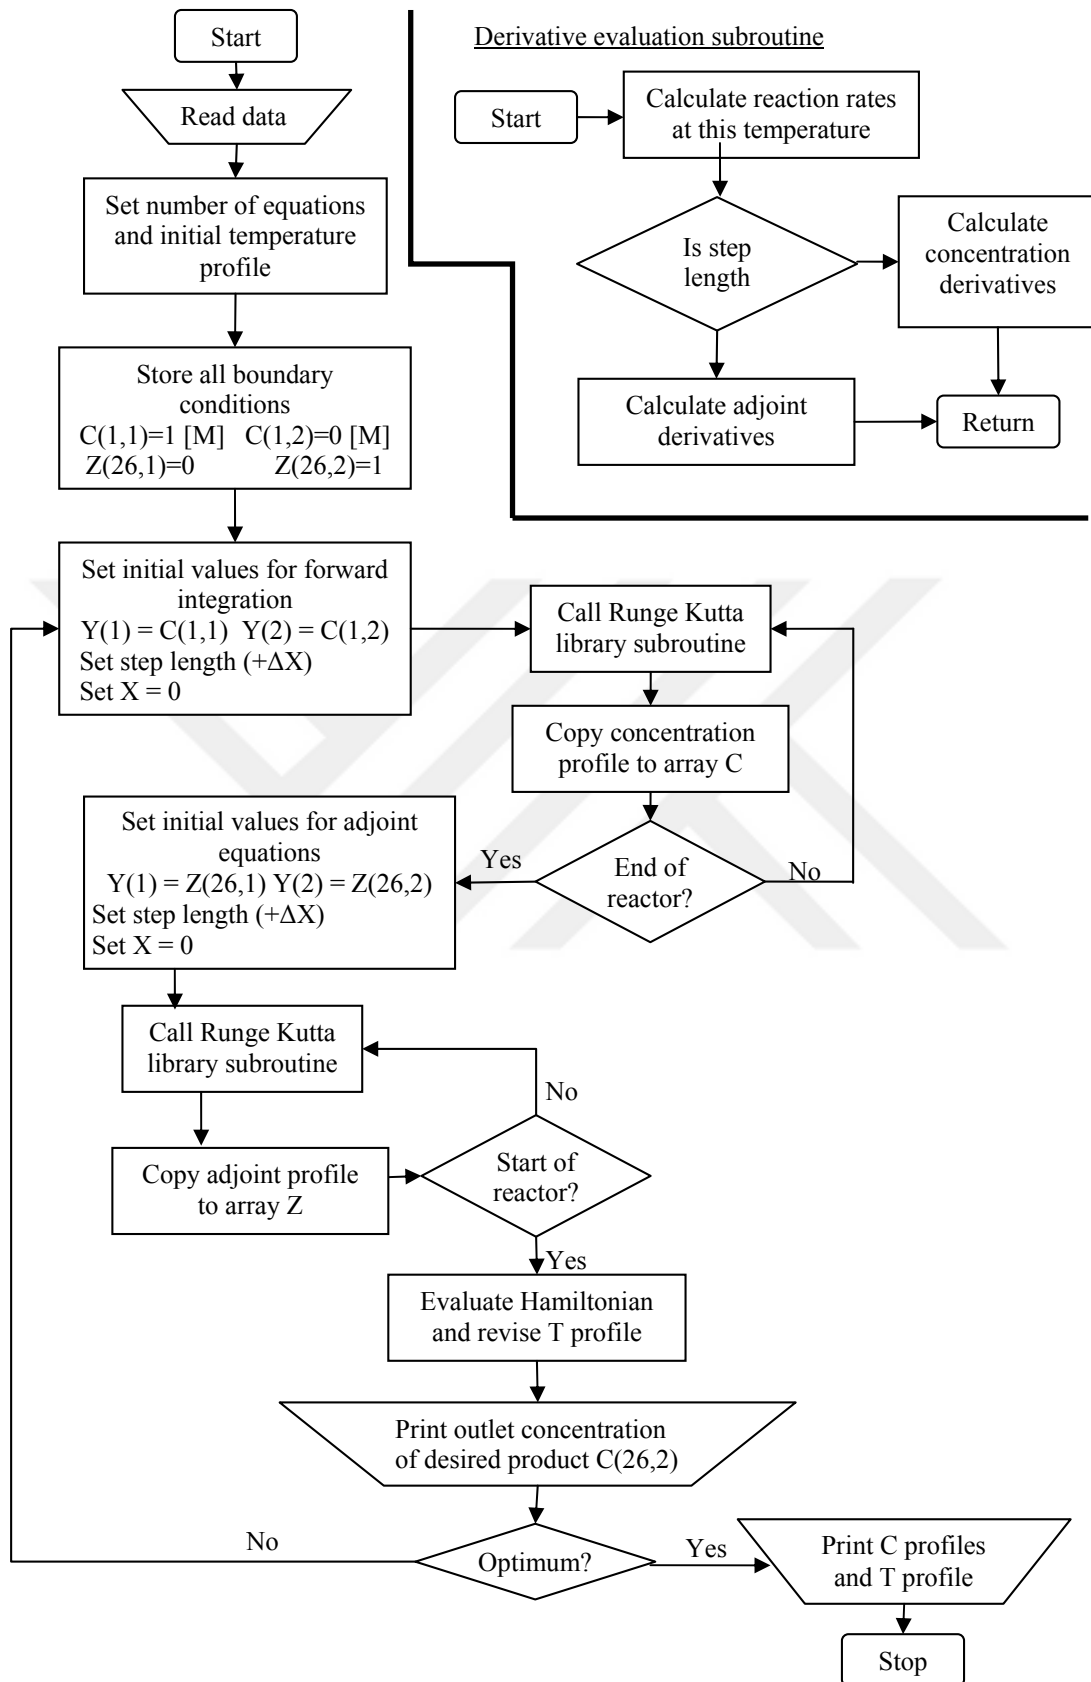 Start
Read data
Set number of equations
and initial temperature
profile
Store all boundary
conditions
C(1,1)=1 [M] C(1,2)=0 [M]
Z(26,1)=0 Z(26,2)=1
Set initial values for forward
integration
Y(1) = C(1,1) Y(2) = C(1,2)
Set step length (+ΔX)
Set X = 0
Call Runge Kutta
library subroutine
Copy concentration
profile to array C
End of
reactor?
Yes
No
Set initial values for adjoint
equations
Y(1) = Z(26,1) Y(2) = Z(26,2)
Set step length (+ΔX)
Set X = 0
Call Runge Kutta
library subroutine
Copy adjoint profile
to array Z
Start of
reactor?
No
Yes
Evaluate Hamiltonian
and revise T profile
Print outlet concentration
of desired product C(26,2)
Optimum?
No
Yes
Print C profiles
and T profile
Stop
Derivative evaluation subroutine
Start
Calculate reaction rates
at this temperature
Is step
length
Calculate
concentration
derivatives
Calculate adjoint
derivatives
Return